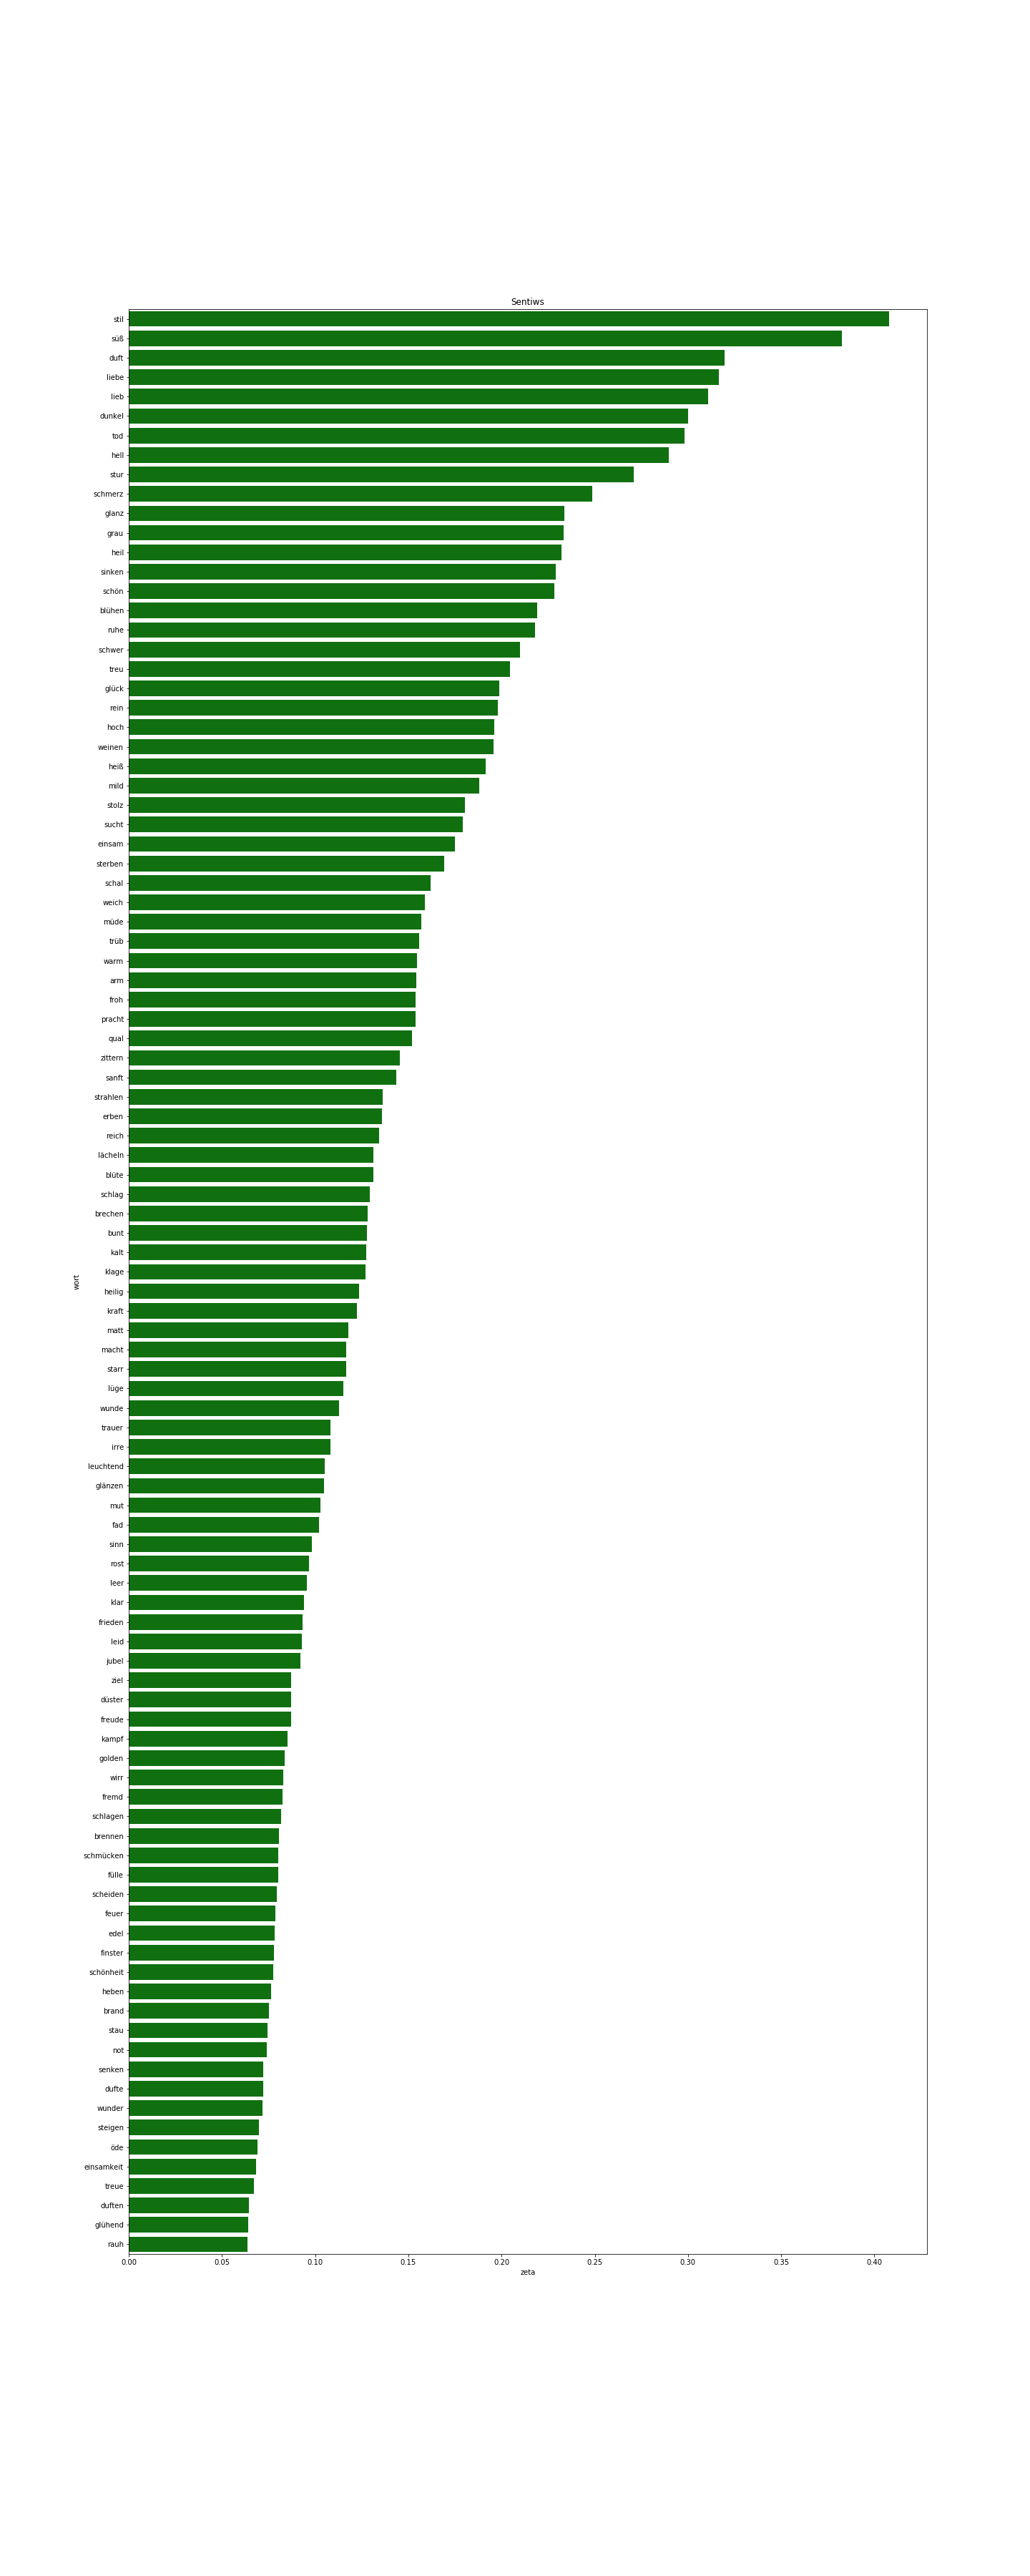 Sentiws
stil
süß
duft
liebe
lieb
dunkel
tod
hell
stur
schmerz
glanz
grau
heil
sinken
schön
blühen
ruhe
schwer
treu
glück
rein
hoch
weinen
heiß
mild
stolz
sucht
einsam
sterben
schal
weich
müde
trüb
warm
arm
froh
pracht
qual
zittern
sanft
strahlen
erben
reich
lächeln
blüte
schlag
brechen
bunt
kalt
klage
wort
heilig
kraft
matt
macht
starr
lüge
wunde
trauer
irre
leuchtend
glänzen
mut
fad
sinn
rost
leer
klar
frieden
leid
jubel
ziel
düster
freude
kampf
golden
wirr
fremd
schlagen
brennen
schmücken
fülle
scheiden
feuer
edel
finster
schönheit
heben
brand
stau
not
senken
dufte
wunder
steigen
öde
einsamkeit
treue
duften
glühend
rauh
0.00 0.05 0.10 0.15 0.20 0.25 0.30 0.35 0.40
zeta